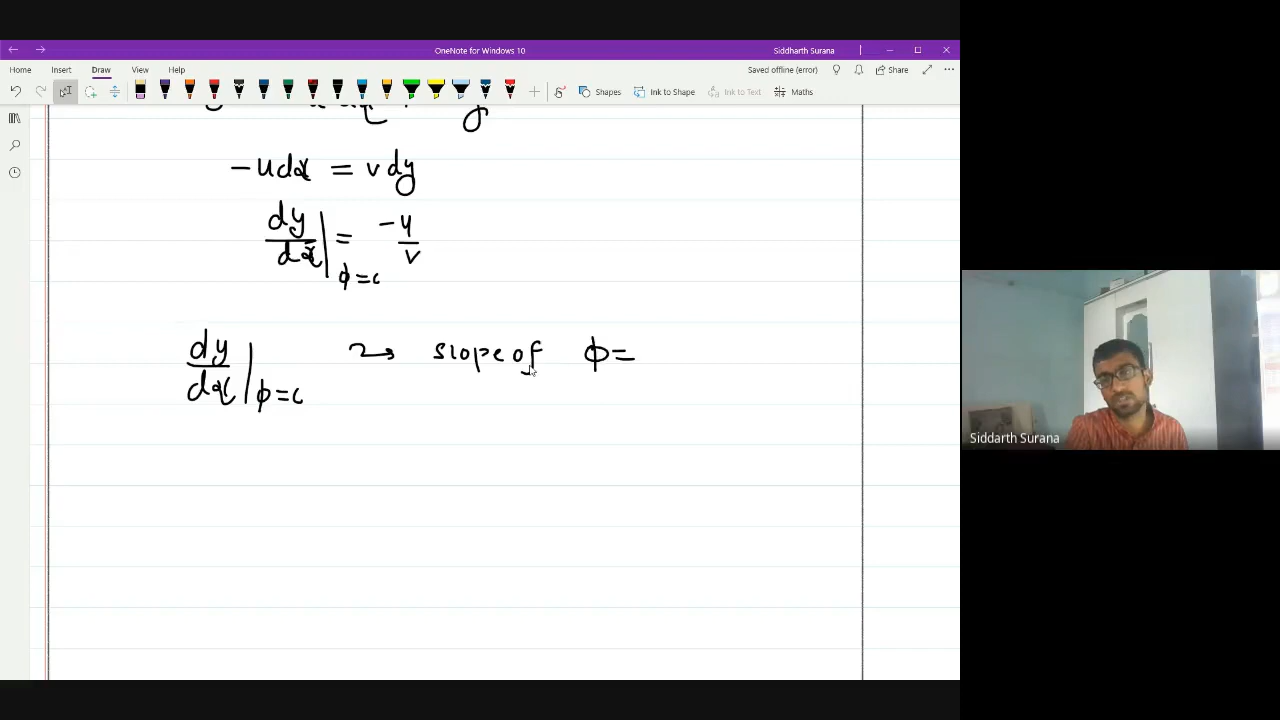 OneNote for Windows 10
Siddharth Surana
Home Insert Draw View Help
Saved offline (error)
Share
Shapes
Ink to Shape
Ink to Text
Maths
-udx = vdy
dy/dx | φ=c = -u/v
dy/dx | φ=c → slope of φ=
Siddarth Surana